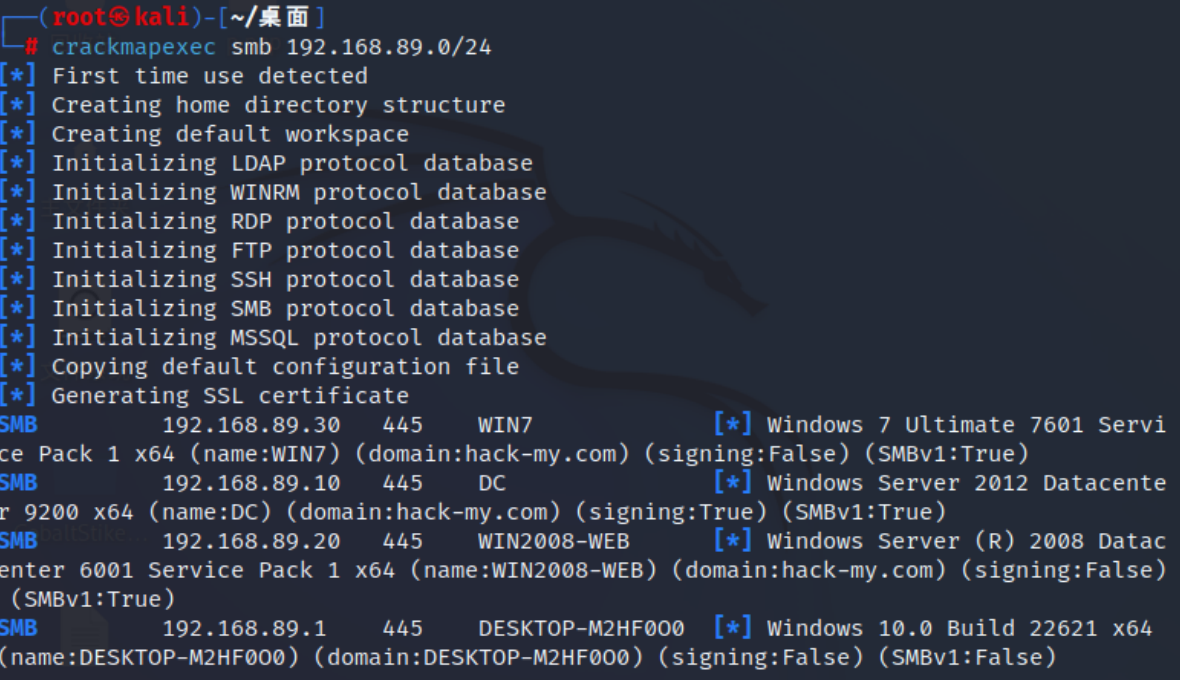 ┌──(root㉿kali)-[~/桌面]
└─# crackmapexec smb 192.168.89.0/24
[*] First time use detected
[*] Creating home directory structure
[*] Creating default workspace
[*] Initializing LDAP protocol database
[*] Initializing WINRM protocol database
[*] Initializing RDP protocol database
[*] Initializing FTP protocol database
[*] Initializing SSH protocol database
[*] Initializing SMB protocol database
[*] Initializing MSSQL protocol database
[*] Copying default configuration file
[*] Generating SSL certificate
SMB         192.168.89.30   445    WIN7             [*] Windows 7 Ultimate 7601 Servi
ce Pack 1 x64 (name:WIN7) (domain:hack-my.com) (signing:False) (SMBv1:True)
SMB         192.168.89.10   445    DC               [*] Windows Server 2012 Datacente
r 9200 x64 (name:DC) (domain:hack-my.com) (signing:True) (SMBv1:True)
SMB         192.168.89.20   445    WIN2008-WEB      [*] Windows Server (R) 2008 Datac
enter 6001 Service Pack 1 x64 (name:WIN2008-WEB) (domain:hack-my.com) (signing:False)
 (SMBv1:True)
SMB         192.168.89.1    445    DESKTOP-M2HF0O0  [*] Windows 10.0 Build 22621 x64
(name:DESKTOP-M2HF0O0) (domain:DESKTOP-M2HF0O0) (signing:False) (SMBv1:False)